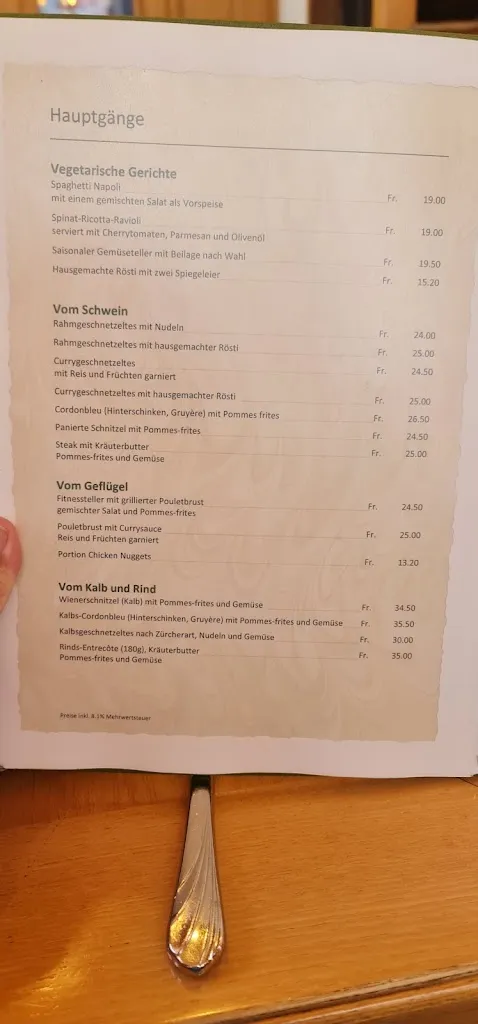 Hauptgänge
Vegetarische Gerichte
Spaghetti Napoli
mit einem gemischten Salat als Vorspeise Fr. 19.00
Spinat-Ricotta-Ravioli
serviert mit Cherrytomaten, Parmesan und Olivenöl Fr. 19.00
Saisonaler Gemüseteller mit Beilage nach Wahl Fr. 19.50
Hausgemachte Rösti mit zwei Spiegeleier Fr. 15.20
Vom Schwein
Rahmgeschnetzeltes mit Nudeln Fr. 24.00
Rahmgeschnetzeltes mit hausgemachter Rösti Fr. 25.00
Currygeschnetzeltes
mit Reis und Früchten garniert Fr. 24.50
Currygeschnetzeltes mit hausgemachter Rösti Fr. 25.00
Cordonbleu (Hinterschinken, Gruyère) mit Pommes frites Fr. 26.50
Panierte Schnitzel mit Pommes-frites Fr. 24.50
Steak mit Kräuterbutter
Pommes-frites und Gemüse Fr. 25.00
Vom Geflügel
Fitnessteller mit grillierter Pouletbrust
gemischter Salat und Pommes-frites Fr. 24.50
Pouletbrust mit Currysauce
Reis und Früchten garniert Fr. 25.00
Portion Chicken Nuggets Fr. 13.20
Vom Kalb und Rind
Wienerschnitzel (Kalb) mit Pommes-frites und Gemüse Fr. 34.50
Kalbs-Cordonbleu (Hinterschinken, Gruyère) mit Pommes-frites und Gemüse Fr. 35.50
Kalbsgeschnetzeltes nach Zürcherart, Nudeln und Gemüse Fr. 30.00
Rinds-Entrecôte (180g), Kräuterbutter
Pommes-frites und Gemüse Fr. 35.00
Preise inkl. 8.1% Mehrwertsteuer